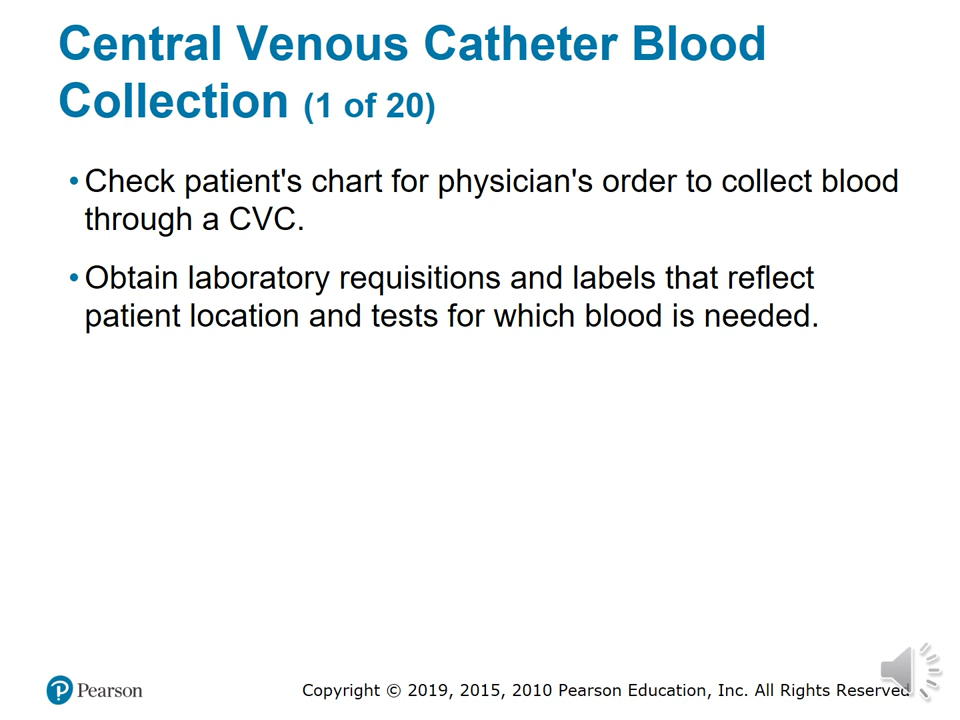 Central Venous Catheter Blood
Collection (1 of 20)
• Check patient's chart for physician's order to collect blood
through a CVC.
• Obtain laboratory requisitions and labels that reflect
patient location and tests for which blood is needed.
Pearson
Copyright © 2019, 2015, 2010 Pearson Education, Inc. All Rights Reserved